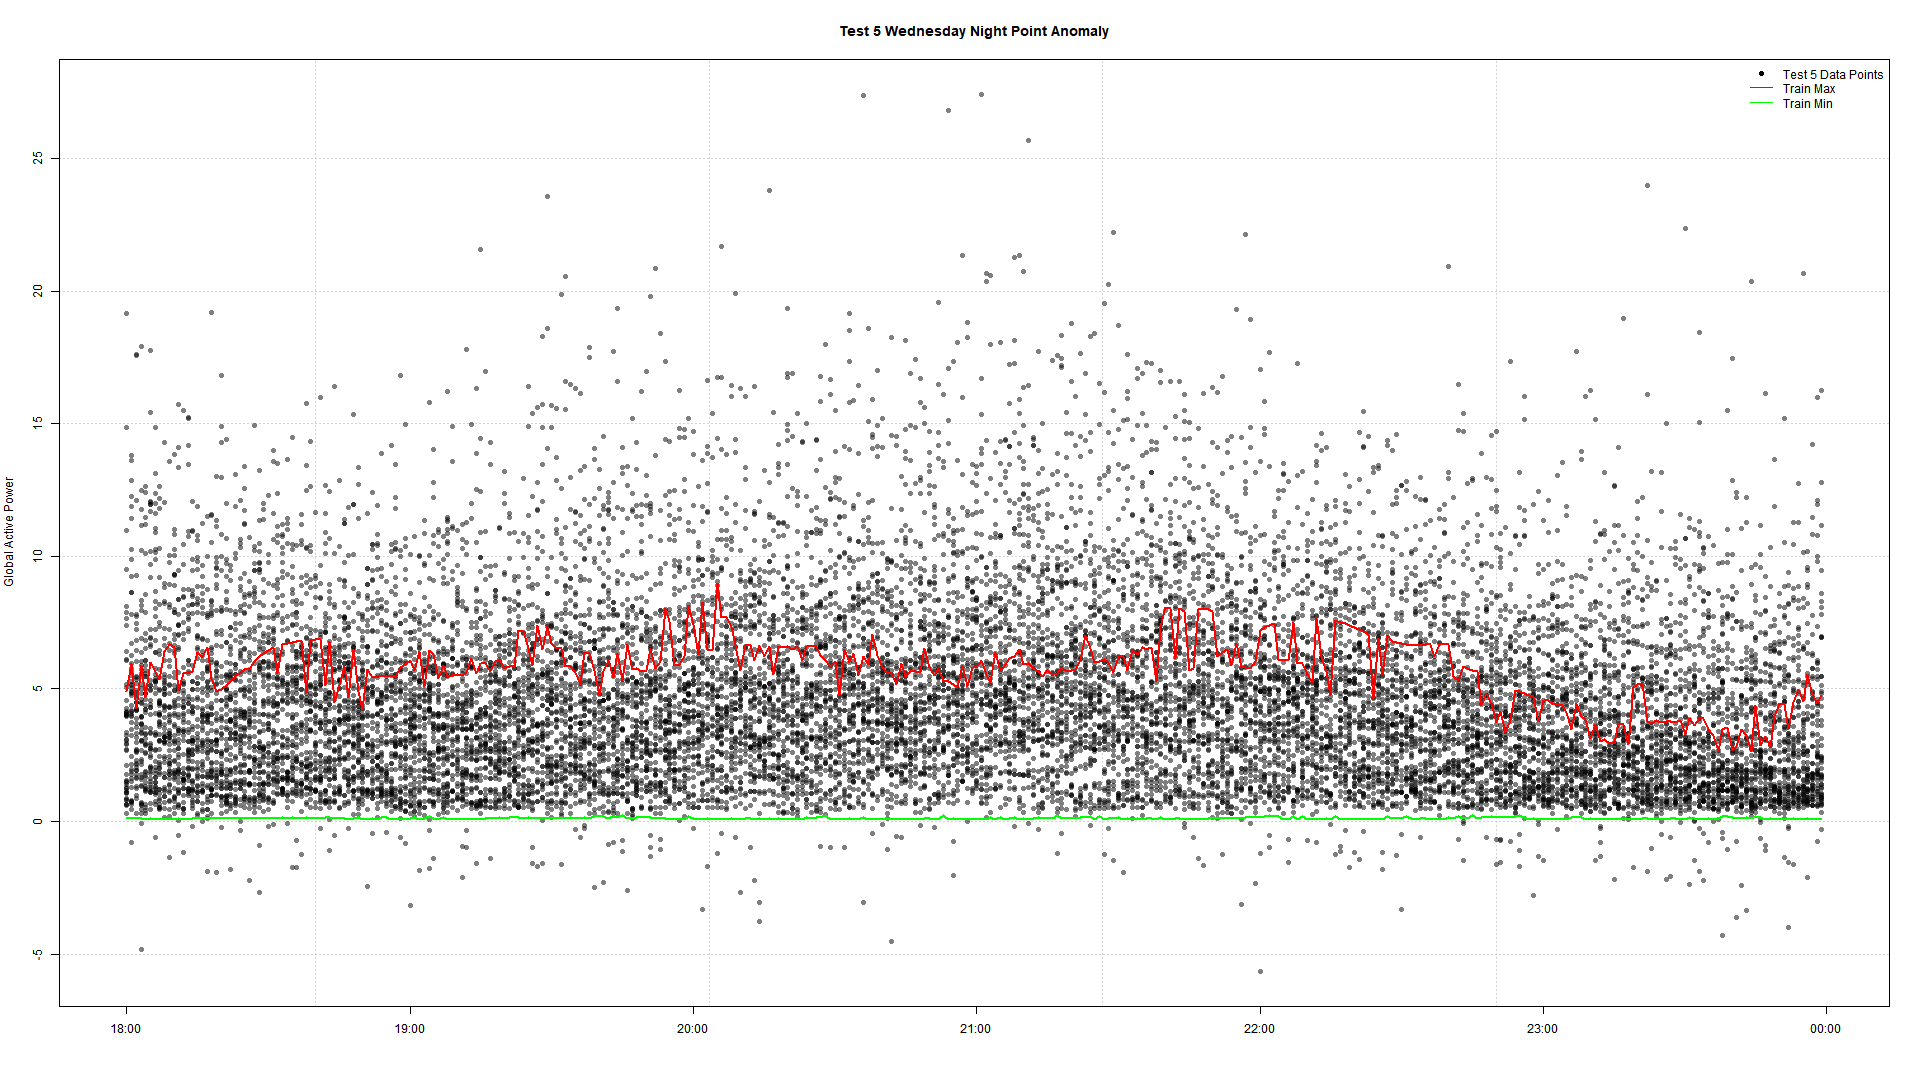 Test 5 Wednesday Night Point Anomaly
Test 5 Data Points
Train Max
Train Min
Global Active Power
25
20
15
10
5
0
-5
18:00 19:00 20:00 21:00 22:00 23:00 00:00